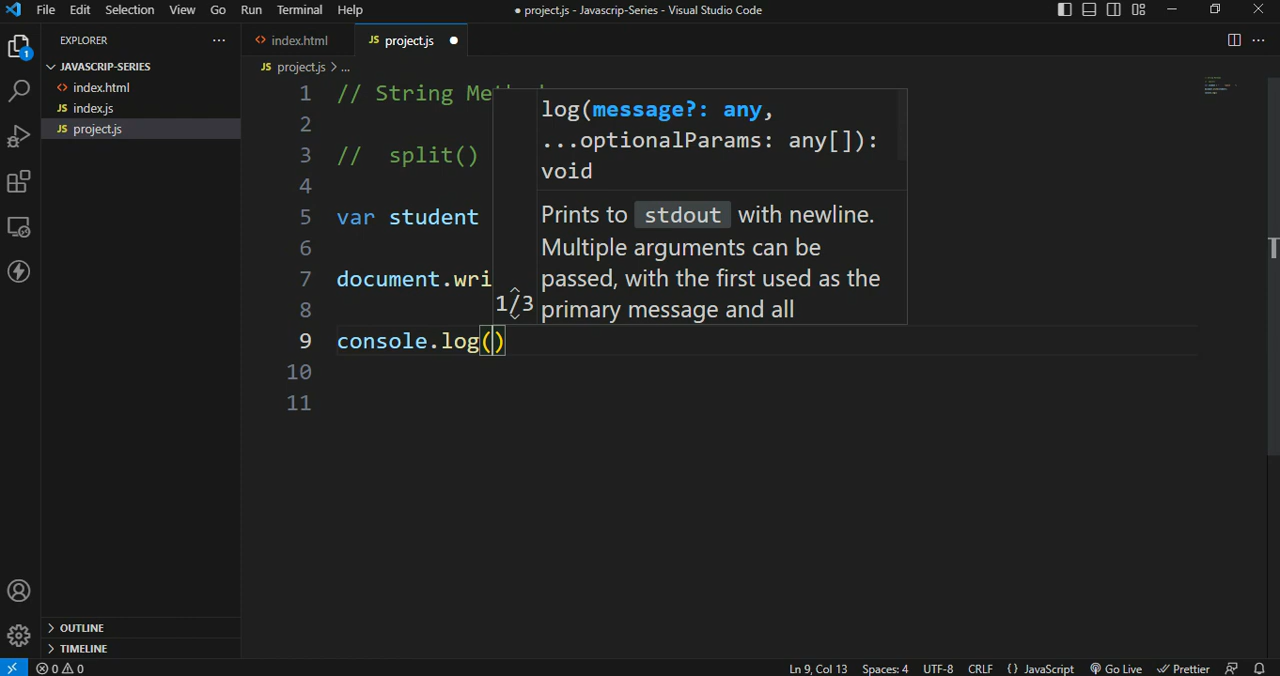 File Edit Selection View Go Run Terminal Help
● project.js - Javascrip-Series - Visual Studio Code
EXPLORER ...
JAVASCRIP-SERIES
<> index.html
JS index.js
JS project.js
1
<> index.html
JS project.js ●
JS project.js > ...
1 // String
2
3 // split()
4
5 var student
6
7 document.wri
8
9 console.log()
10
11
log(message?: any,
...optionalParams: any[]):
void
Prints to stdout with newline.
Multiple arguments can be
passed, with the first used as the
primary message and all
1/3
OUTLINE
TIMELINE
0 0
Ln 9, Col 13 Spaces: 4 UTF-8 CRLF {} JavaScript Go Live Prettier